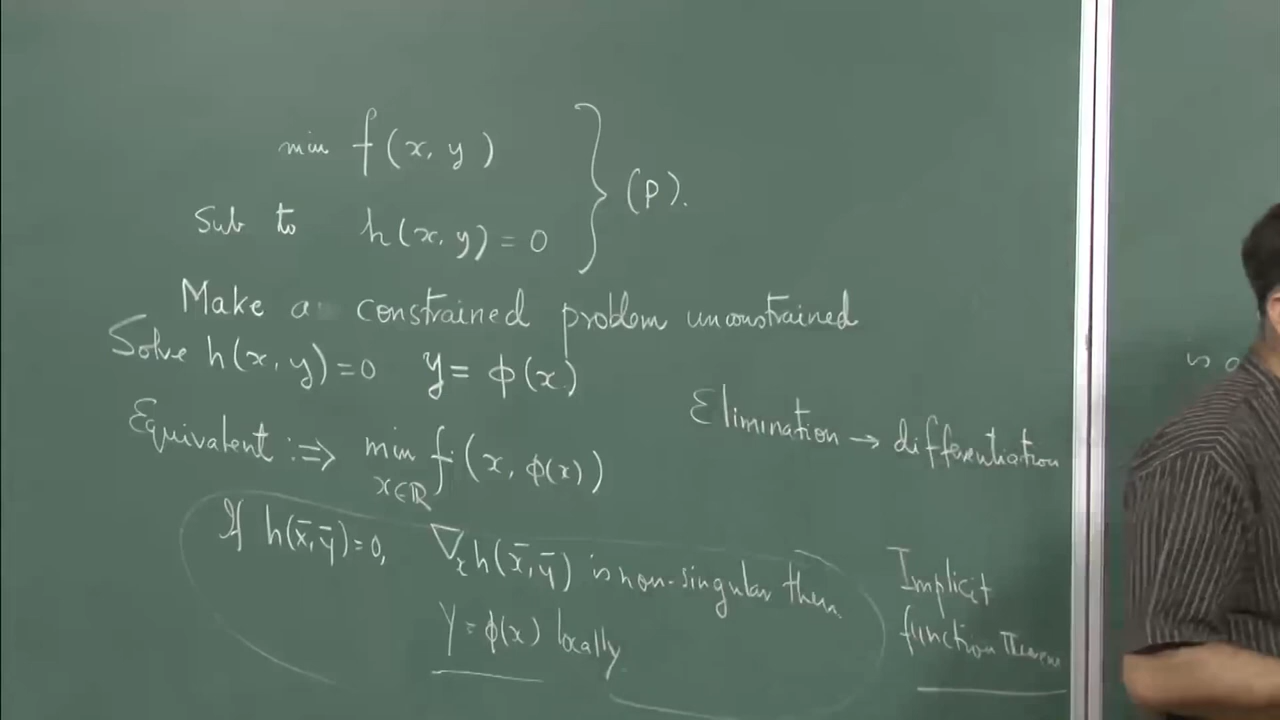 min f(x, y)
Sub to h(x, y) = 0
} (P).
Make a constrained problem unconstrained
Solve h(x, y) = 0 y = ϕ(x)
Equivalent :⇒ min f(x, ϕ(x))
x∈ℝ
Elimination → differentiation
If h(x̄, ȳ) = 0, ∇ₓh(x̄, ȳ) is non-singular then
y = ϕ(x) locally
Implicit
function Theorem
is